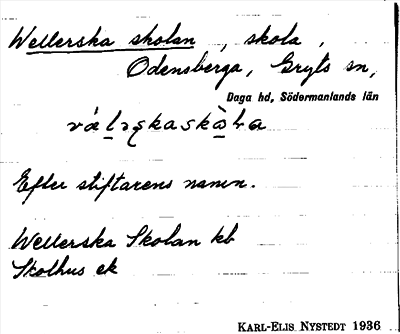 Wellerska skolan, skola,
Odensberga, Gryts sn,
Daga hd, Södermanlands län
Efter stiftarens namn.
Wellerska Skolan kb
Skolhus ek
KARL-ELIS NYSTEDT 1936